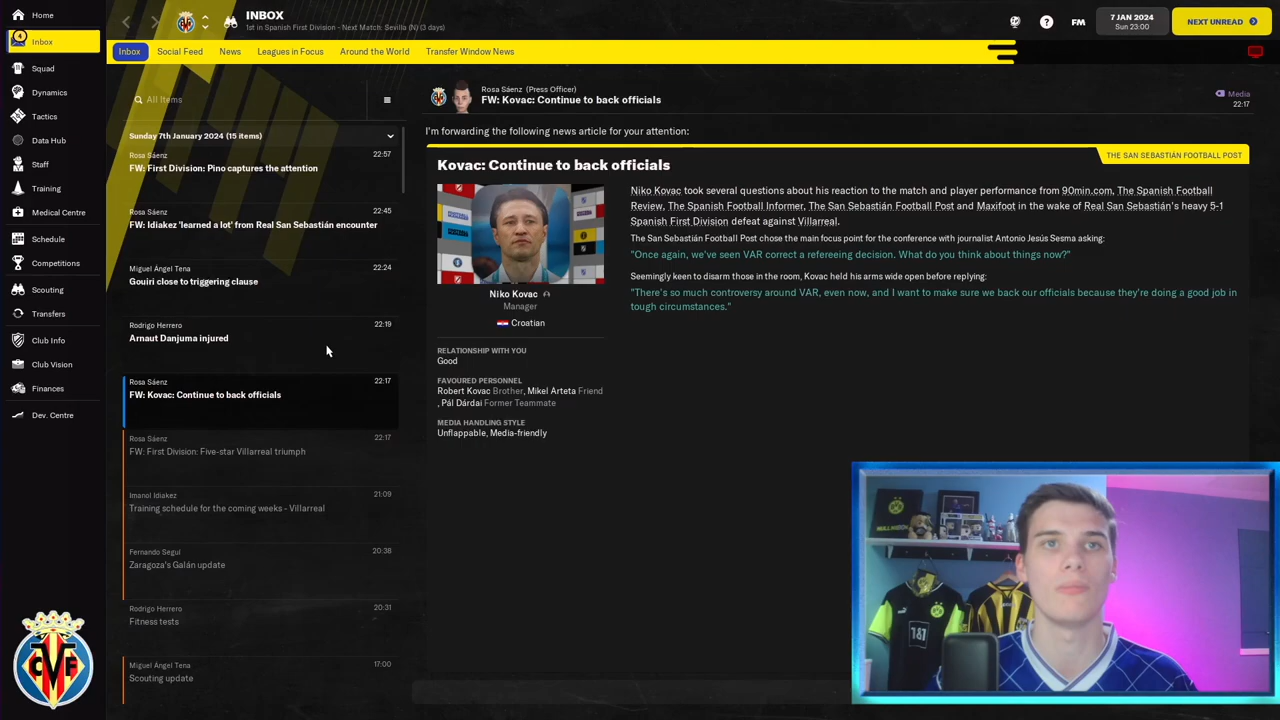 Home
4
Inbox
Squad
Dynamics
Tactics
Data Hub
Staff
Training
Medical Centre
Schedule
Competitions
Scouting
Transfers
Club Info
Club Vision
Finances
Dev. Centre
INBOX
1st in Spanish First Division - Next Match: Sevilla (N) (3 days)
FM
7 JAN 2024
Sun 23:00
NEXT UNREAD
Inbox
Social Feed
News
Leagues in Focus
Around the World
Transfer Window News
All Items
Sunday 7th January 2024 (15 items)
Rosa Sáenz 22:57
FW: First Division: Pino captures the attention
Rosa Sáenz 22:45
FW: Idiakez 'learned a lot' from Real San Sebastián encounter
Miguel Ángel Tena 22:24
Gouiri close to triggering clause
Rodrigo Herrero 22:19
Arnaut Danjuma injured
Rosa Sáenz 22:17
FW: Kovac: Continue to back officials
Rosa Sáenz 22:17
FW: First Division: Five-star Villarreal triumph
Imanol Idiakez 21:09
Training schedule for the coming weeks - Villarreal
Fernando Seguí 20:38
Zaragoza's Galán update
Rodrigo Herrero 20:31
Fitness tests
Miguel Ángel Tena 17:00
Scouting update
Rosa Sáenz (Press Officer)
FW: Kovac: Continue to back officials
Media
22:17
I'm forwarding the following news article for your attention:
Kovac: Continue to back officials
THE SAN SEBASTIÁN FOOTBALL POST
Niko Kovac
Manager
Croatian
RELATIONSHIP WITH YOU
Good
FAVOURED PERSONNEL
Robert Kovac Brother, Mikel Arteta Friend
, Pál Dárdai Former Teammate
MEDIA HANDLING STYLE
Unflappable, Media-friendly
Niko Kovac took several questions about his reaction to the match and player performance from 90min.com, The Spanish Football
Review, The Spanish Football Informer, The San Sebastián Football Post and Maxifoot in the wake of Real San Sebastián's heavy 5-1
Spanish First Division defeat against Villarreal.
The San Sebastián Football Post chose the main focus point for the conference with journalist Antonio Jesús Sesma asking:
"Once again, we've seen VAR correct a refereeing decision. What do you think about things now?"
Seemingly keen to disarm those in the room, Kovac held his arms wide open before replying:
"There's so much controversy around VAR, even now, and I want to make sure we back our officials because they're doing a good job in
tough circumstances."